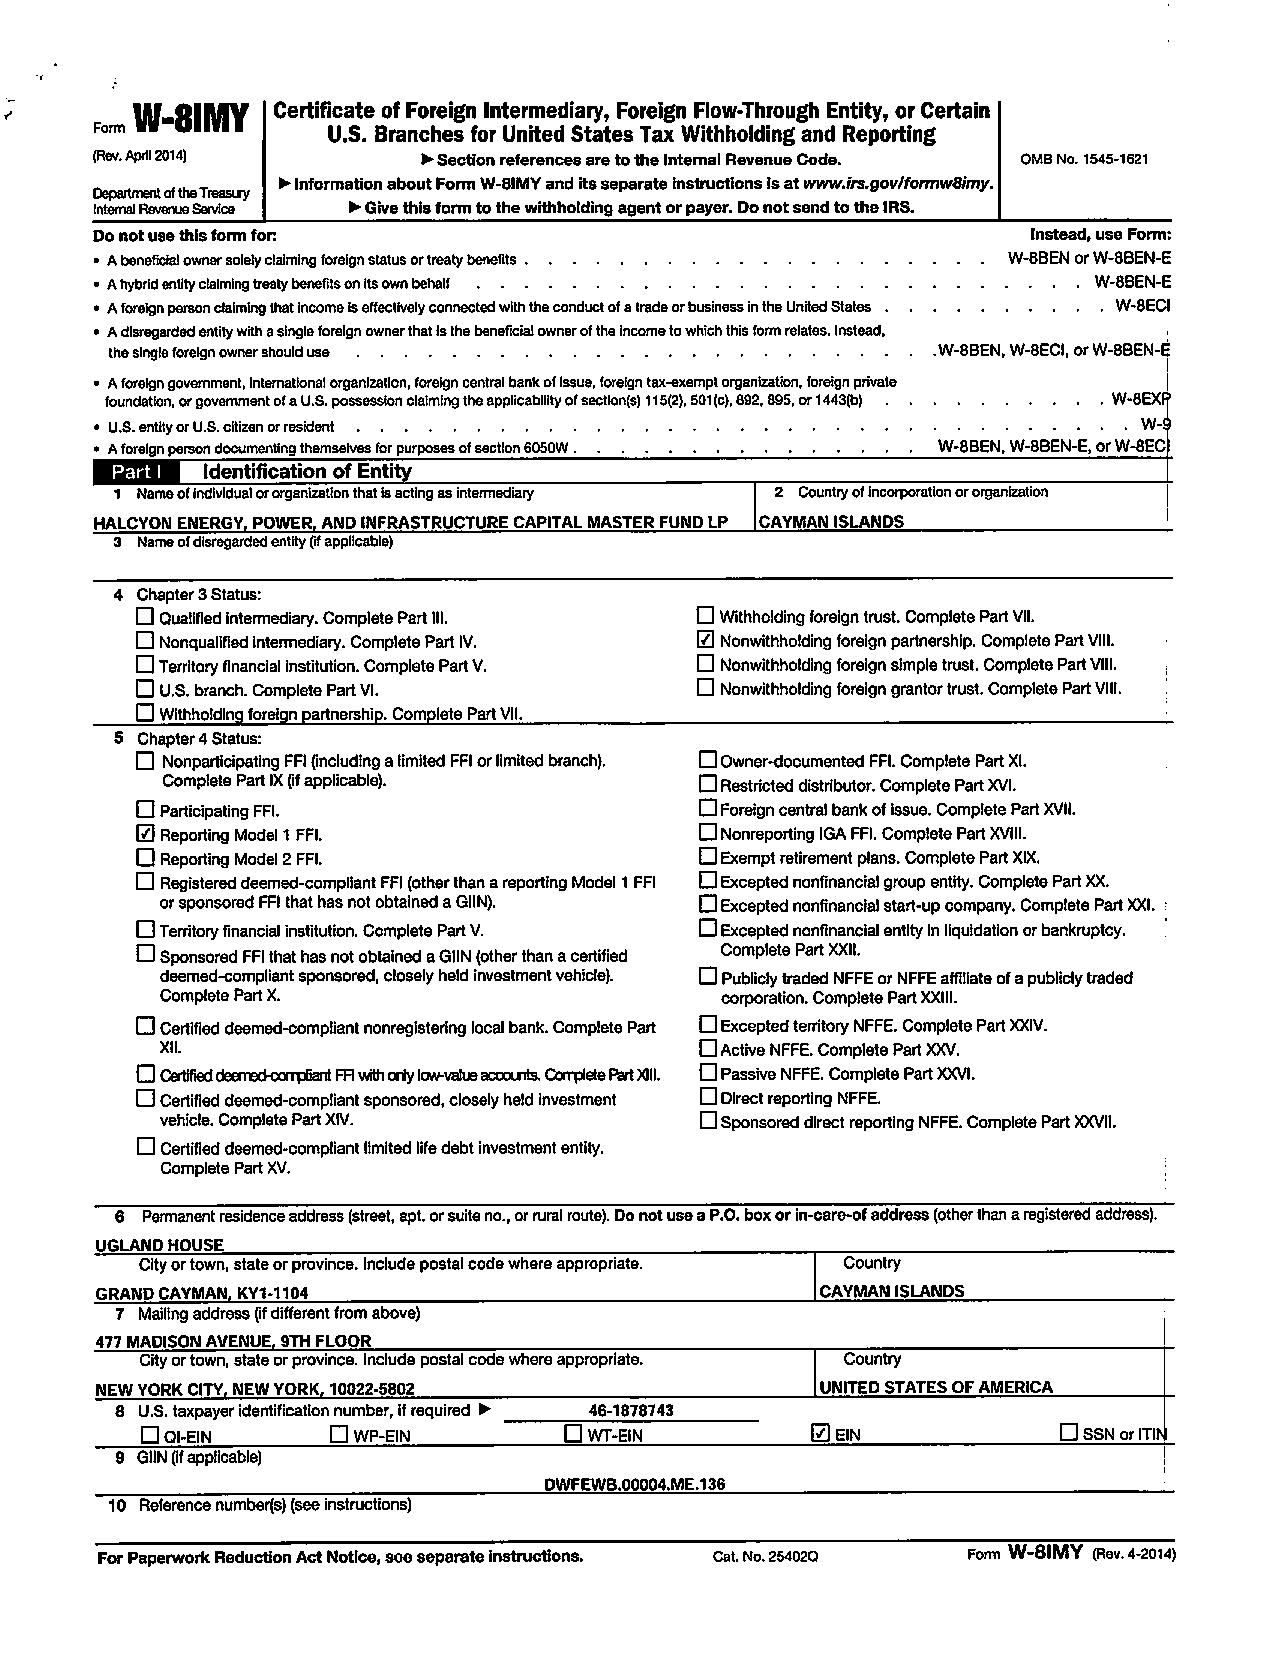 Form W-8IMY
(Rev. April 2014)
Department of the Treasury
Internal Revenue Service
Certificate of Foreign Intermediary, Foreign Flow-Through Entity, or Certain
U.S. Branches for United States Tax Withholding and Reporting
▶ Section references are to the Internal Revenue Code.
▶ Information about Form W-8IMY and its separate instructions is at www.irs.gov/formw8imy.
▶ Give this form to the withholding agent or payer. Do not send to the IRS.
OMB No. 1545-1621
Do not use this form for: Instead, use Form:
• A beneficial owner solely claiming foreign status or treaty benefits . . . . . . . . . . . . . . . . . . . . W-8BEN or W-8BEN-E
• A hybrid entity claiming treaty benefits on its own behalf . . . . . . . . . . . . . . . . . . . . . . . . . . W-8BEN-E
• A foreign person claiming that income is effectively connected with the conduct of a trade or business in the United States . . . . . . . . . . W-8ECI
• A disregarded entity with a single foreign owner that is the beneficial owner of the income to which this form relates. Instead,
the single foreign owner should use . . . . . . . . . . . . . . . . . . . . . . . . . W-8BEN, W-8ECI, or W-8BEN-E
• A foreign government, international organization, foreign central bank of issue, foreign tax-exempt organization, foreign private
foundation, or government of a U.S. possession claiming the applicability of section(s) 115(2), 501(c), 892, 895, or 1443(b) . . . . . . . . . . W-8EXP
• U.S. entity or U.S. citizen or resident . . . . . . . . . . . . . . . . . . . . . . . . . . . . . . . . . W-9
• A foreign person documenting themselves for purposes of section 6050W . . . . . . . . . . . . . . . W-8BEN, W-8BEN-E, or W-8ECI
Part I Identification of Entity
1 Name of individual or organization that is acting as intermediary
2 Country of incorporation or organization
HALCYON ENERGY, POWER, AND INFRASTRUCTURE CAPITAL MASTER FUND LP
CAYMAN ISLANDS
3 Name of disregarded entity (if applicable)
4 Chapter 3 Status:
☐ Qualified intermediary. Complete Part III.
☐ Nonqualified intermediary. Complete Part IV.
☐ Territory financial institution. Complete Part V.
☐ U.S. branch. Complete Part VI.
☐ Withholding foreign partnership. Complete Part VII.
☐ Withholding foreign trust. Complete Part VII.
☑ Nonwithholding foreign partnership. Complete Part VIII.
☐ Nonwithholding foreign simple trust. Complete Part VIII.
☐ Nonwithholding foreign grantor trust. Complete Part VIII.
5 Chapter 4 Status:
☐ Nonparticipating FFI (including a limited FFI or limited branch).
Complete Part IX (if applicable).
☐ Participating FFI.
☑ Reporting Model 1 FFI.
☐ Reporting Model 2 FFI.
☐ Registered deemed-compliant FFI (other than a reporting Model 1 FFI
or sponsored FFI that has not obtained a GIIN).
☐ Territory financial institution. Complete Part V.
☐ Sponsored FFI that has not obtained a GIIN (other than a certified
deemed-compliant sponsored, closely held investment vehicle).
Complete Part X.
☐ Certified deemed-compliant nonregistering local bank. Complete Part
XII.
☐ Certified deemed-compliant FFI with only low-value accounts. Complete Part XIII.
☐ Certified deemed-compliant sponsored, closely held investment
vehicle. Complete Part XIV.
☐ Certified deemed-compliant limited life debt investment entity.
Complete Part XV.
☐ Owner-documented FFI. Complete Part XI.
☐ Restricted distributor. Complete Part XVI.
☐ Foreign central bank of issue. Complete Part XVII.
☐ Nonreporting IGA FFI. Complete Part XVIII.
☐ Exempt retirement plans. Complete Part XIX.
☐ Excepted nonfinancial group entity. Complete Part XX.
☐ Excepted nonfinancial start-up company. Complete Part XXI.
☐ Excepted nonfinancial entity in liquidation or bankruptcy.
Complete Part XXII.
☐ Publicly traded NFFE or NFFE affiliate of a publicly traded
corporation. Complete Part XXIII.
☐ Excepted territory NFFE. Complete Part XXIV.
☐ Active NFFE. Complete Part XXV.
☐ Passive NFFE. Complete Part XXVI.
☐ Direct reporting NFFE.
☐ Sponsored direct reporting NFFE. Complete Part XXVII.
6 Permanent residence address (street, apt. or suite no., or rural route). Do not use a P.O. box or in-care-of address (other than a registered address).
UGLAND HOUSE
City or town, state or province. Include postal code where appropriate. Country
GRAND CAYMAN, KY1-1104 CAYMAN ISLANDS
7 Mailing address (if different from above)
477 MADISON AVENUE, 9TH FLOOR
City or town, state or province. Include postal code where appropriate. Country
NEW YORK CITY, NEW YORK, 10022-5802 UNITED STATES OF AMERICA
8 U.S. taxpayer identification number, if required ▶ 46-1878743
☐ QI-EIN ☐ WP-EIN ☐ WT-EIN ☑ EIN ☐ SSN or ITIN
9 GIIN (if applicable)
DWFEWB.00004.ME.136
10 Reference number(s) (see instructions)
For Paperwork Reduction Act Notice, see separate instructions. Cat. No. 25402Q Form W-8IMY (Rev. 4-2014)